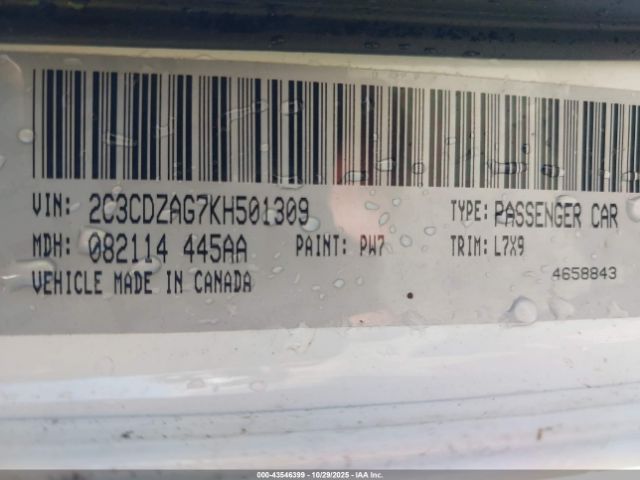 VIN: 2C3CDZAG7KH501309 TYPE: PASSENGER CAR
MDH: 082114 445AA PAINT: PW7 TRIM: L7X9
VEHICLE MADE IN CANADA 4658843
000-43546399 | 10/29/2025 - IAA Inc.